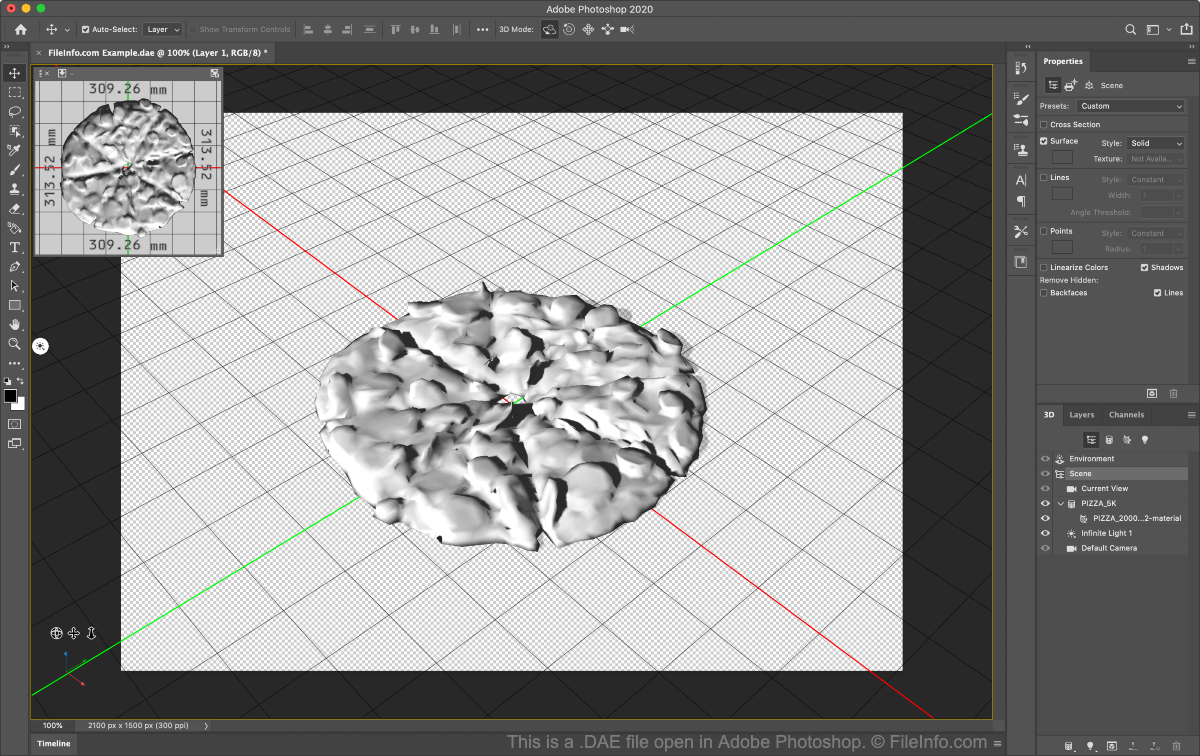 Adobe Photoshop 2020
Auto-Select: Layer Show Transform Controls 3D Mode:
FileInfo.com Example.dae @ 100% (Layer 1, RGB/8) *
309.26 mm
313.52 mm
313.52 mm
309.26 mm
Properties
Scene
Presets: Custom
Cross Section
Surface Style: Solid
Texture: Not Availa...
Lines Style: Constant
Width: 1
Angle Threshold:
Points Style: Constant
Radius: 1
Linearize Colors Shadows
Remove Hidden:
Backfaces Lines
3D Layers Channels
Environment
Scene
Current View
PIZZA_5K
PIZZA_2000...2-material
Infinite Light 1
Default Camera
100% 2100 px x 1500 px (300 ppi)
Timeline
This is a .DAE file open in Adobe Photoshop. © FileInfo.com